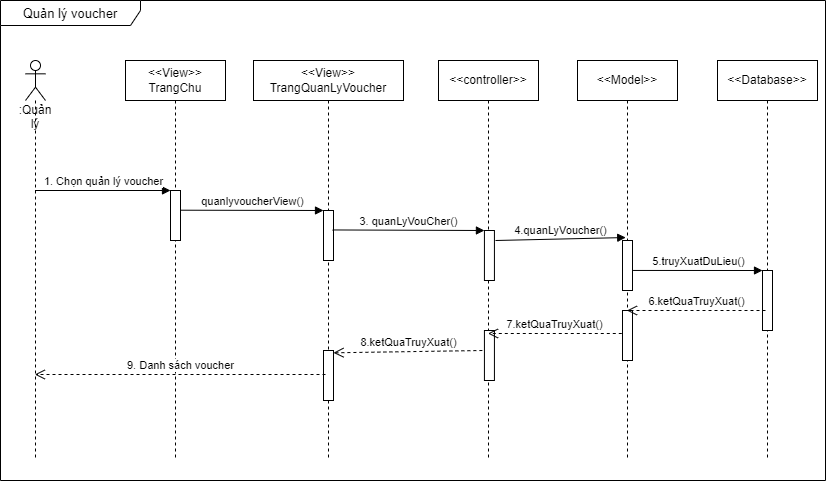 Quản lý voucher
:Quản
lý
<<View>>
TrangChu
<<View>>
TrangQuanLyVoucher
<<controller>>
<<Model>>
<<Database>>
1. Chọn quản lý voucher
quanlyvoucherView()
3. quanLyVouCher()
4.quanLyVoucher()
5.truyXuatDuLieu()
6.ketQuaTruyXuat()
7.ketQuaTruyXuat()
8.ketQuaTruyXuat()
9. Danh sách voucher